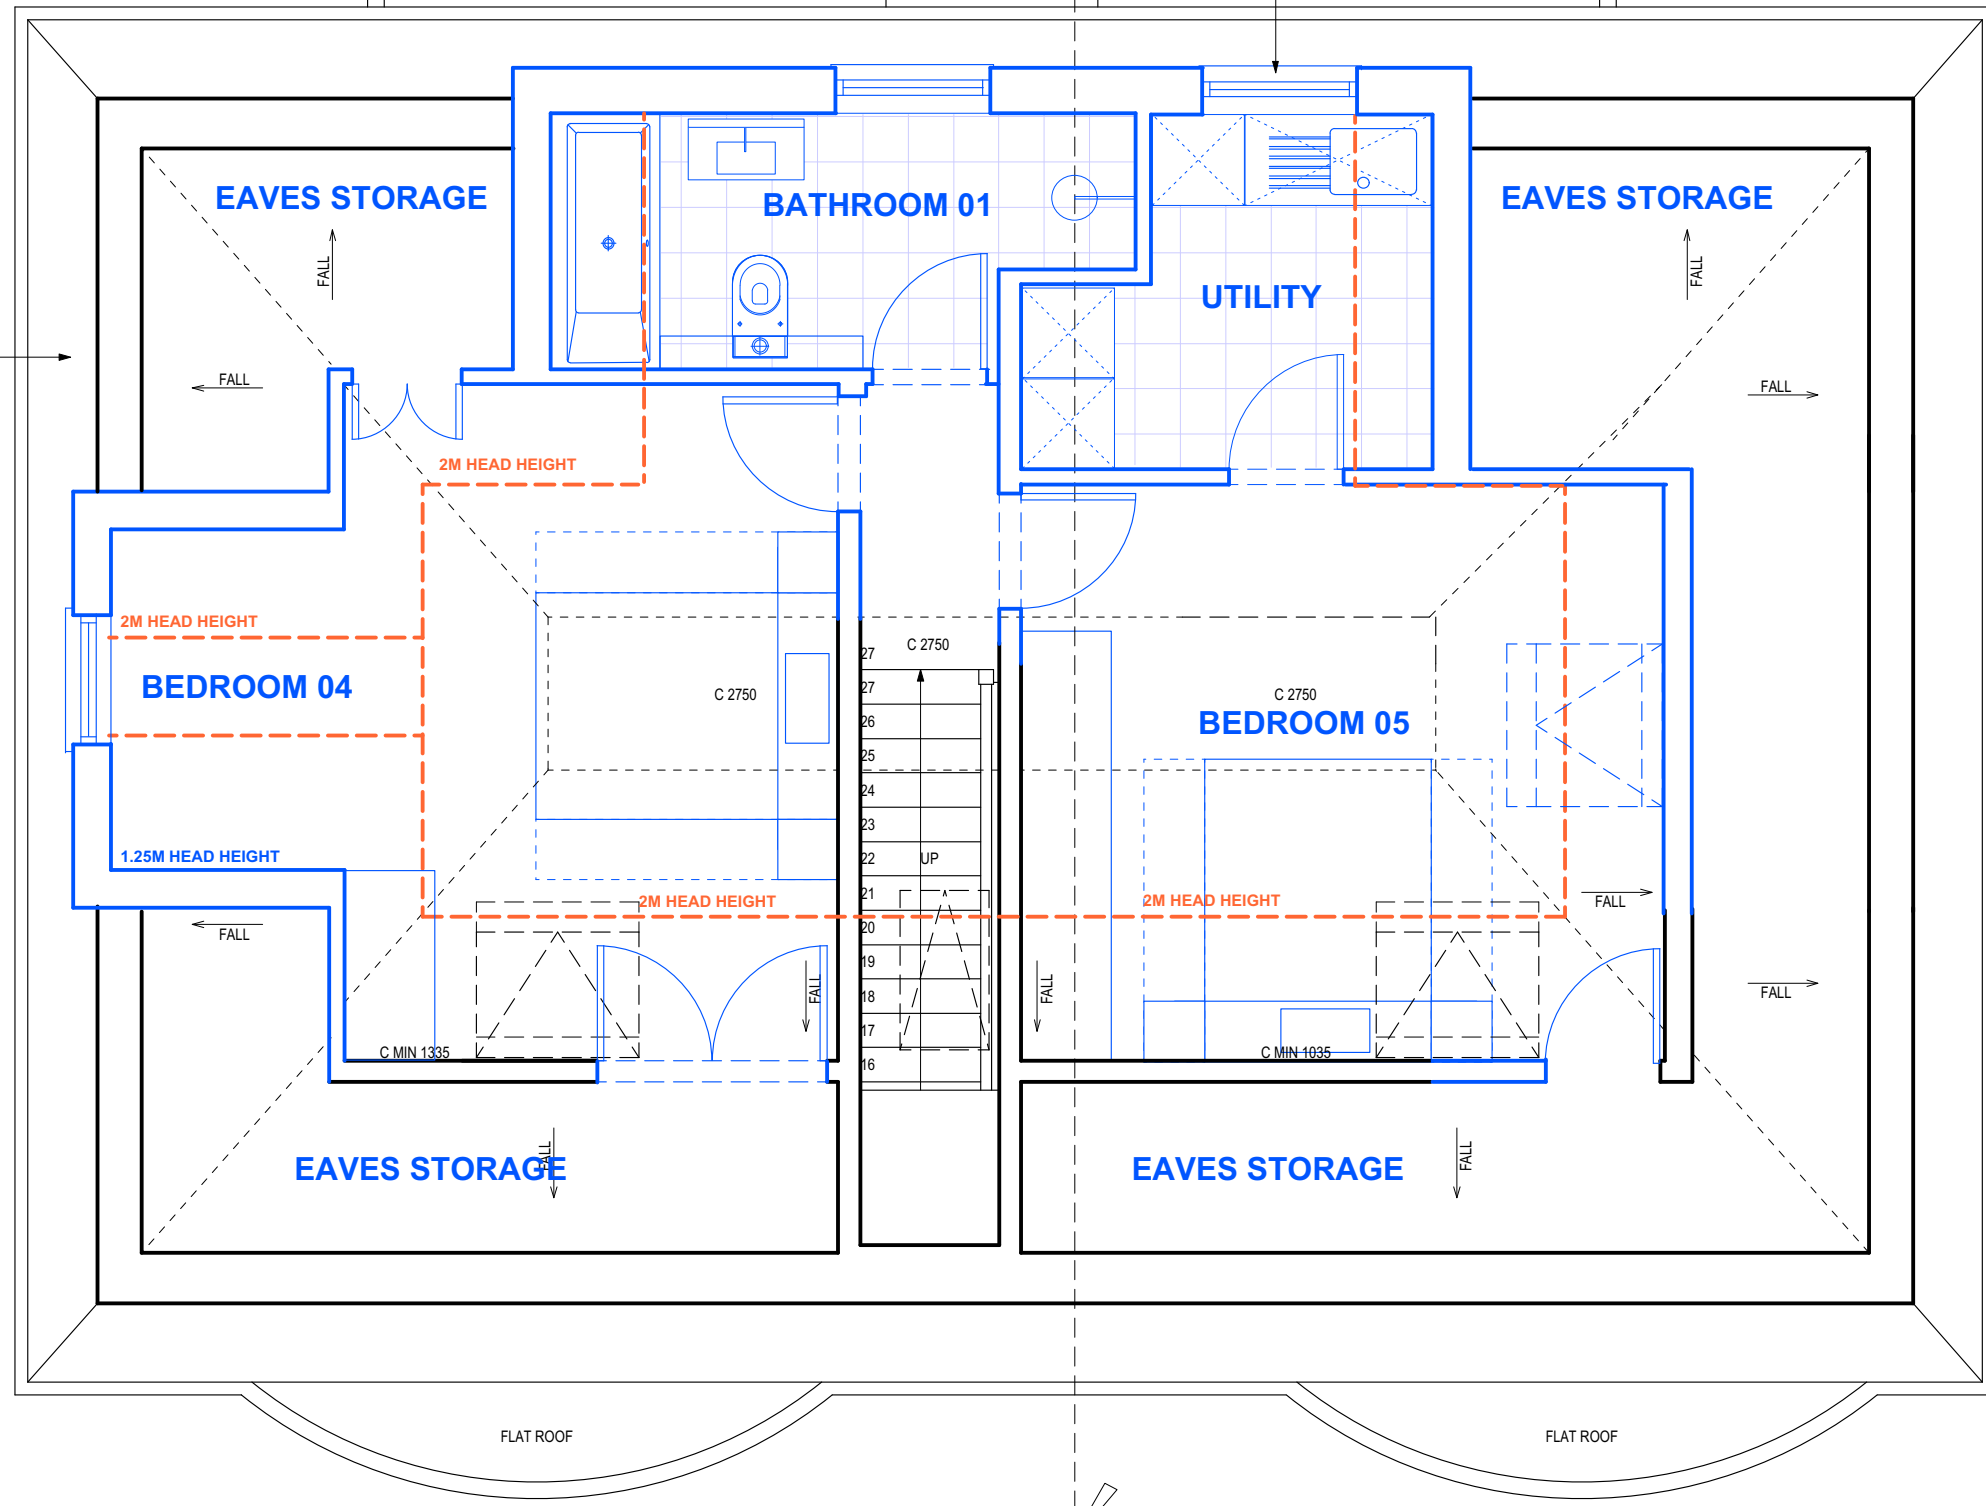 EAVES STORAGE
BATHROOM 01
EAVES STORAGE
FALL
FALL
UTILITY
FALL
FALL
2M HEAD HEIGHT
2M HEAD HEIGHT
BEDROOM 04
C 2750
C 2750
C 2750
BEDROOM 05
27
27
26
25
24
23
22
UP
21
20
19
18
17
16
1.25M HEAD HEIGHT
2M HEAD HEIGHT
2M HEAD HEIGHT
FALL
FALL
FALL
FALL
FALL
C MIN 1335
C MIN 1035
EAVES STORAGE
FALL
EAVES STORAGE
FALL
FLAT ROOF
FLAT ROOF